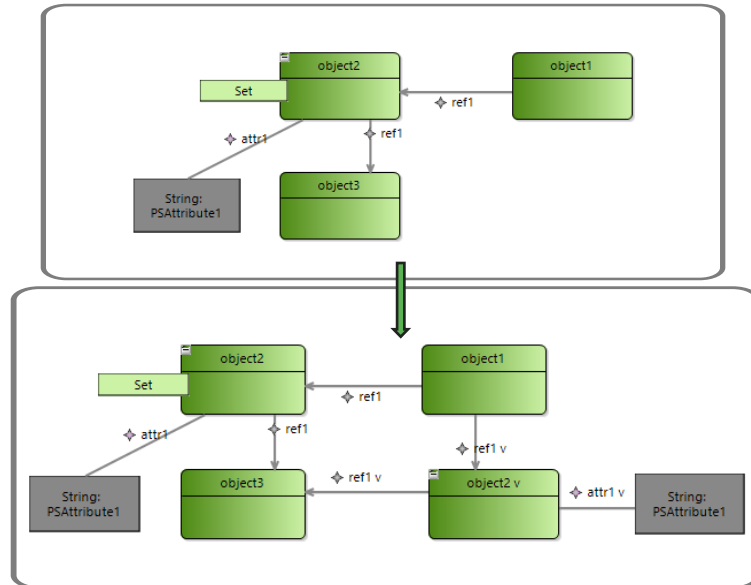 object2
object1
Set
ref1
attr1
ref1
String:
PSAttribute1
object3
object2
object1
Set
ref1
attr1
ref1
ref1 v
String:
PSAttribute1
object3
ref1 v
object2 v
attr1 v
String:
PSAttribute1